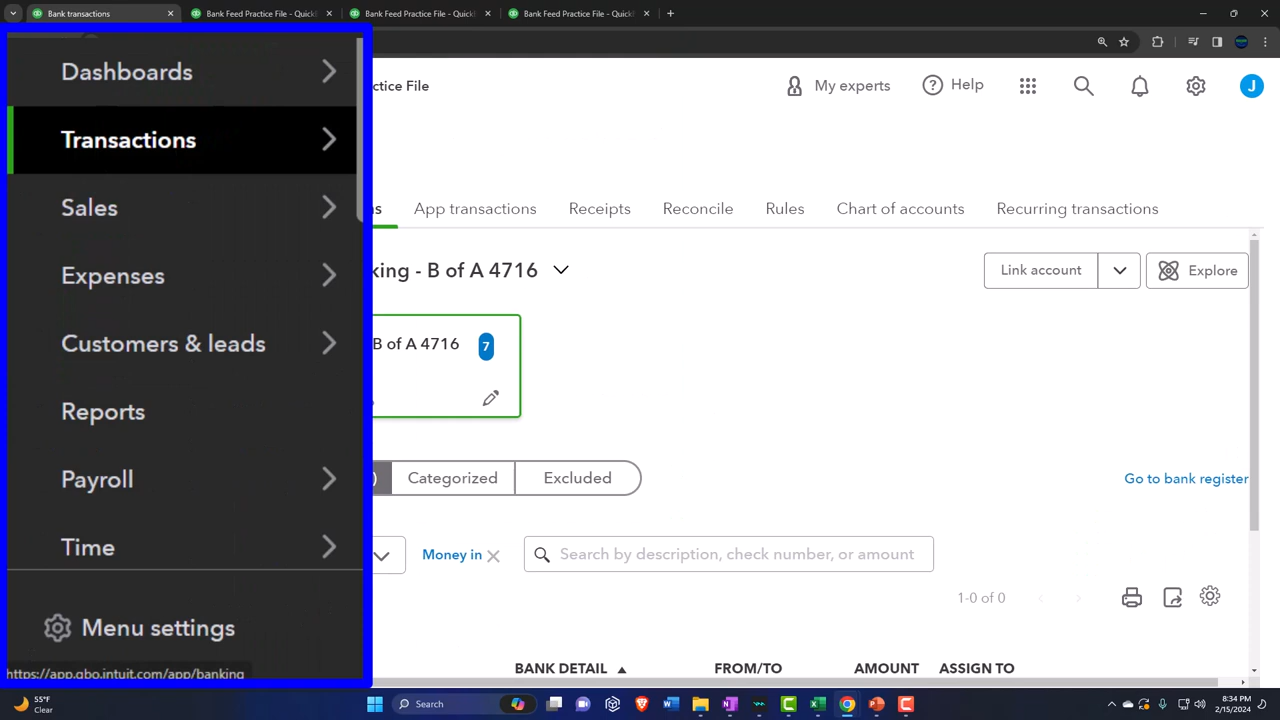 Bank transactions
Bank Feed Practice File - Quick
Bank Feed Practice File - Quick
Bank Feed Practice File - Quick
Dashboards
Transactions
Sales
Expenses
Customers & leads
Reports
Payroll
Time
Menu settings
https://app.qbo.intuit.com/app/banking
ctice File
My experts
Help
J
ns
App transactions
Receipts
Reconcile
Rules
Chart of accounts
Recurring transactions
king - B of A 4716
Link account
Explore
B of A 4716
7
Categorized
Excluded
Go to bank register
Money in
Search by description, check number, or amount
1-0 of 0
BANK DETAIL
FROM/TO
AMOUNT
ASSIGN TO
55°F
Clear
Search
8:34 PM
2/15/2024